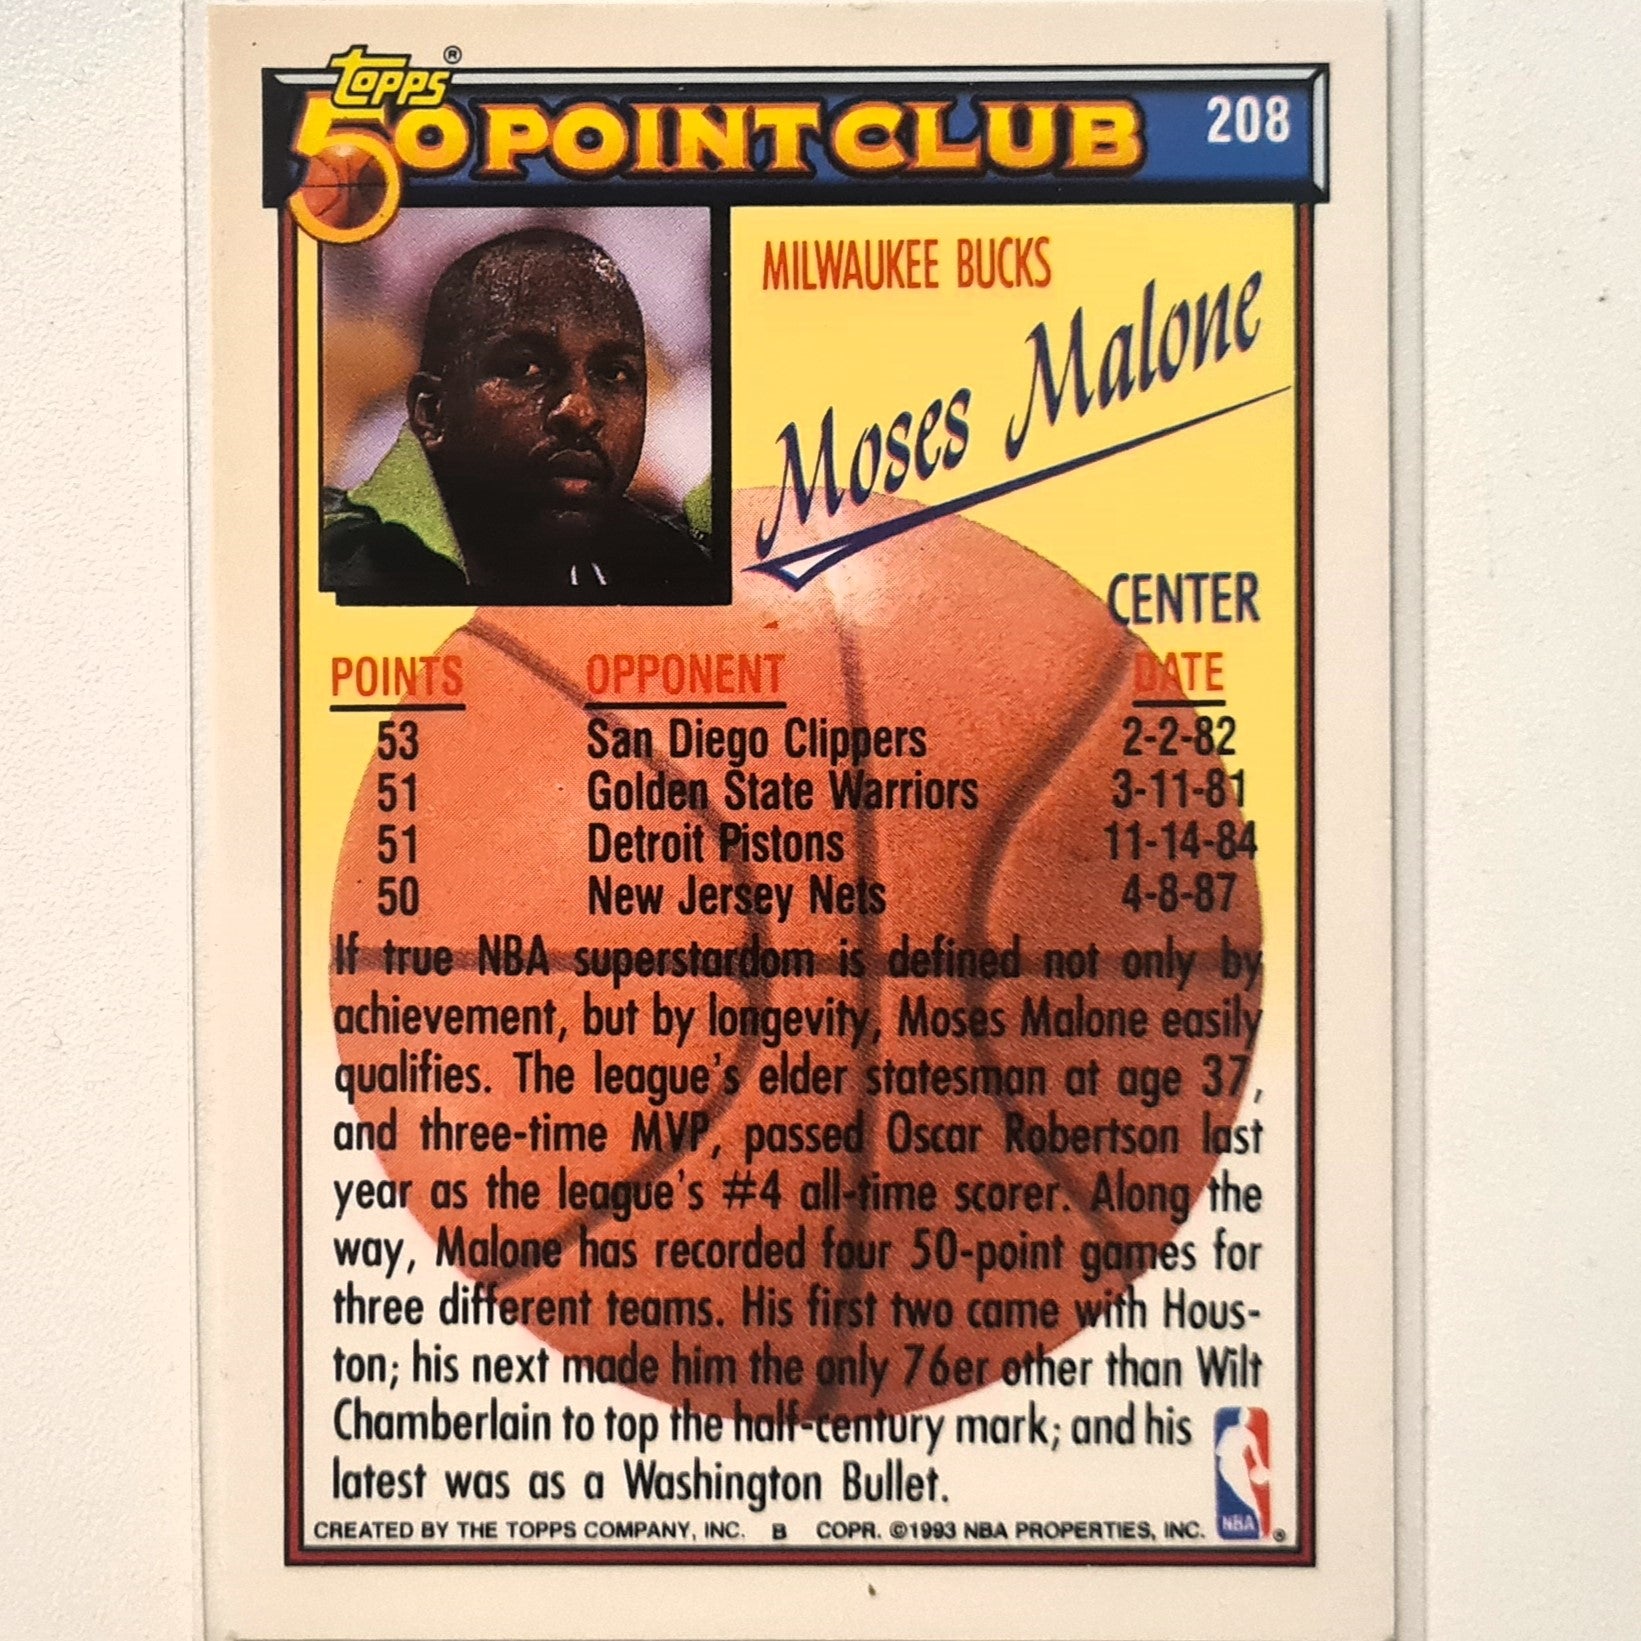 topps®
50 POINT CLUB 208
MILWAUKEE BUCKS
Moses Malone
CENTER
POINTS OPPONENT DATE
53 San Diego Clippers 2-2-82
51 Golden State Warriors 3-11-81
51 Detroit Pistons 11-14-84
50 New Jersey Nets 4-8-87
If true NBA superstardom is defined not only by
achievement, but by longevity, Moses Malone easily
qualifies. The league's elder statesman at age 37,
and three-time MVP, passed Oscar Robertson last
year as the league's #4 all-time scorer. Along the
way, Malone has recorded four 50-point games for
three different teams. His first two came with Hous-
ton; his next made him the only 76er other than Wilt
Chamberlain to top the half-century mark; and his
latest was as a Washington Bullet.
NBA ®
CREATED BY THE TOPPS COMPANY, INC. B COPR. ©1993 NBA PROPERTIES, INC.